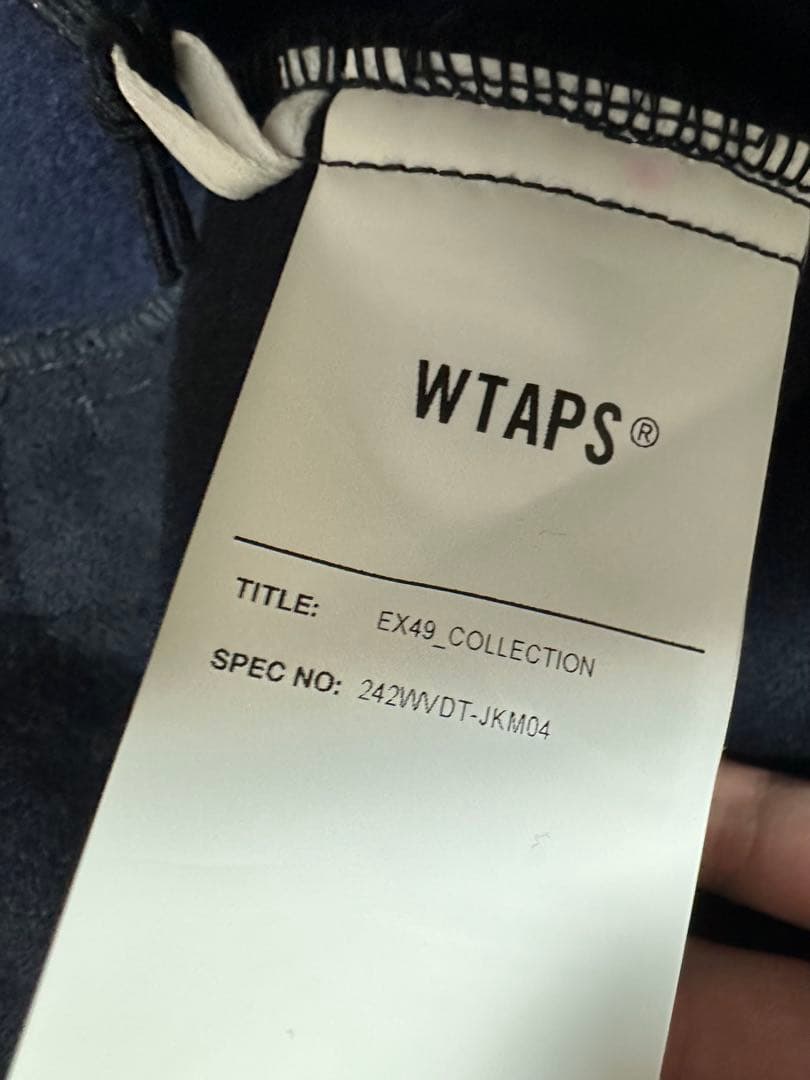 WTAPS®
TITLE: EX49_COLLECTION
SPEC NO: 242WVDT-JKM04